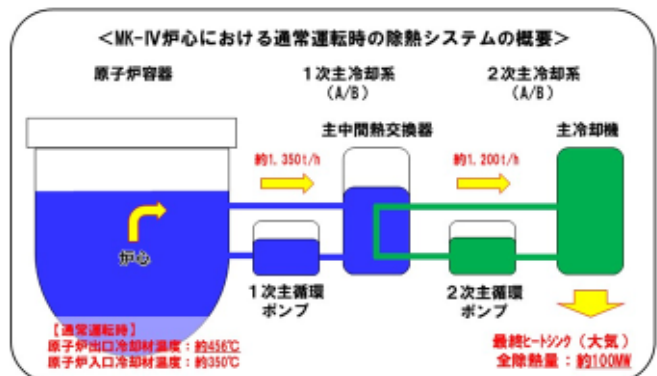 ＜MK-Ⅳ炉心における通常運転時の除熱システムの概要＞
原子炉容器
1次主冷却系
(A/B)
2次主冷却系
(A/B)
主中間熱交換器
主冷却機
約1,350t/h
約1,200t/h
炉心
1次主循環
ポンプ
2次主循環
ポンプ
【通常運転時】
原子炉出口冷却材温度：約456℃
原子炉入口冷却材温度：約350℃
最終ヒートシンク（大気）
全除熱量：約100MW